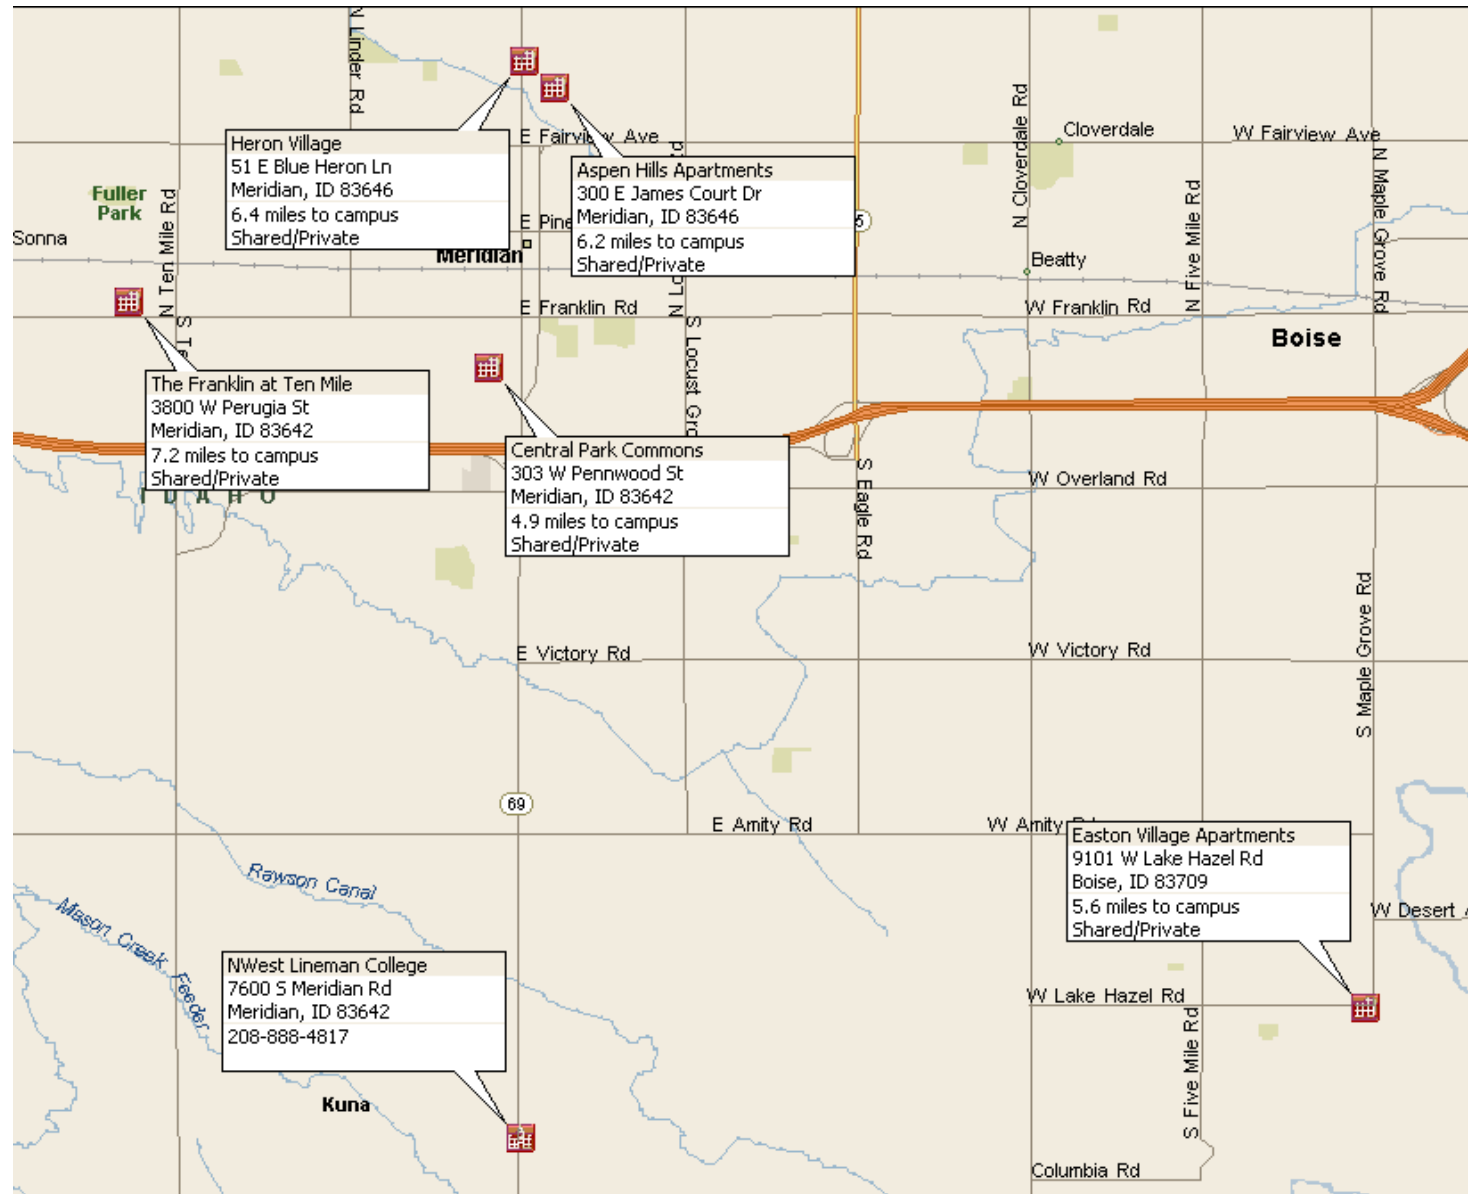 N Linder Rd
Heron Village
51 E Blue Heron Ln
Meridian, ID 83646
6.4 miles to campus
Shared/Private
E Fairview Ave
Aspen Hills Apartments
300 E James Court Dr
Meridian, ID 83646
6.2 miles to campus
Shared/Private
N Cloverdale Rd
Cloverdale
W Fairview Ave
N Maple Grove Rd
Fuller
Park
N Ten Mile Rd
Sonna
E Pine
Meridian
5
Beatty
N Five Mile Rd
E Franklin Rd
W Franklin Rd
Boise
S Te
N Lo
S Locust Gro
The Franklin at Ten Mile
3800 W Perugia St
Meridian, ID 83642
7.2 miles to campus
Shared/Private
IDAHO
Central Park Commons
303 W Pennwood St
Meridian, ID 83642
4.9 miles to campus
Shared/Private
S Eagle Rd
W Overland Rd
E Victory Rd
W Victory Rd
S Maple Grove Rd
69
E Amity Rd
W Amity Rd
Easton Village Apartments
9101 W Lake Hazel Rd
Boise, ID 83709
5.6 miles to campus
Shared/Private
W Desert
Rawson Canal
Mason Creek Feeder
NWest Lineman College
7600 S Meridian Rd
Meridian, ID 83642
208-888-4817
W Lake Hazel Rd
S Five Mile Rd
Kuna
Columbia Rd